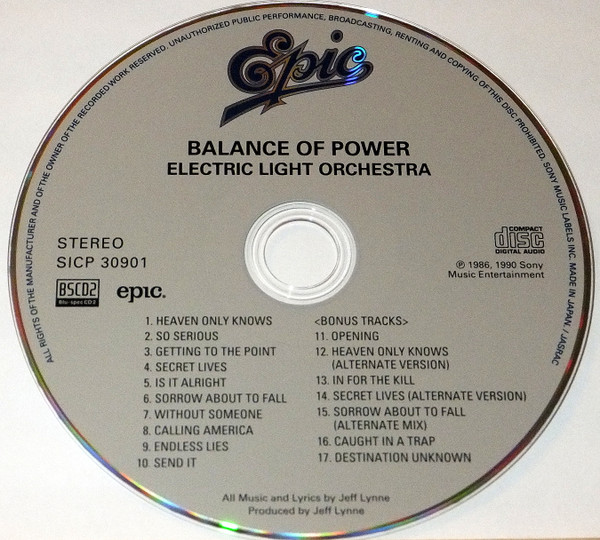 ALL RIGHTS OF THE MANUFACTURER AND OF THE OWNER OF THE RECORDED WORK RESERVED. UNAUTHORIZED PUBLIC PERFORMANCE, BROADCASTING, RENTING AND COPYING OF THIS DISC PROHIBITED. SONY MUSIC LABELS INC. MADE IN JAPAN. / JASRAC
Epic
BALANCE OF POWER
ELECTRIC LIGHT ORCHESTRA
STEREO
SICP 30901
BSCD2
Blu-spec CD 2
epic.
COMPACT
disc
DIGITAL AUDIO
℗ 1986, 1990 Sony
Music Entertainment
1. HEAVEN ONLY KNOWS
2. SO SERIOUS
3. GETTING TO THE POINT
4. SECRET LIVES
5. IS IT ALRIGHT
6. SORROW ABOUT TO FALL
7. WITHOUT SOMEONE
8. CALLING AMERICA
9. ENDLESS LIES
10. SEND IT
<BONUS TRACKS>
11. OPENING
12. HEAVEN ONLY KNOWS
(ALTERNATE VERSION)
13. IN FOR THE KILL
14. SECRET LIVES (ALTERNATE VERSION)
15. SORROW ABOUT TO FALL
(ALTERNATE MIX)
16. CAUGHT IN A TRAP
17. DESTINATION UNKNOWN
All Music and Lyrics by Jeff Lynne
Produced by Jeff Lynne